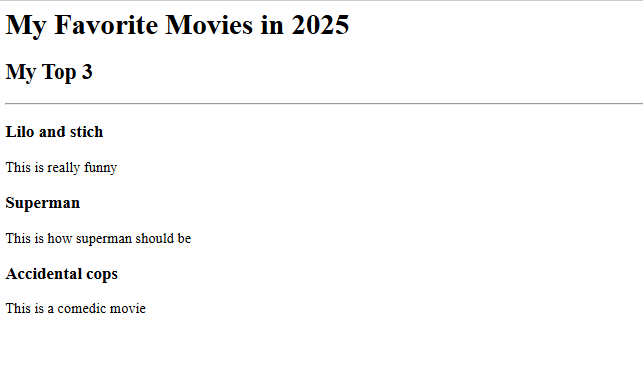 My Favorite Movies in 2025
My Top 3
Lilo and stich
This is really funny
Superman
This is how superman should be
Accidental cops
This is a comedic movie